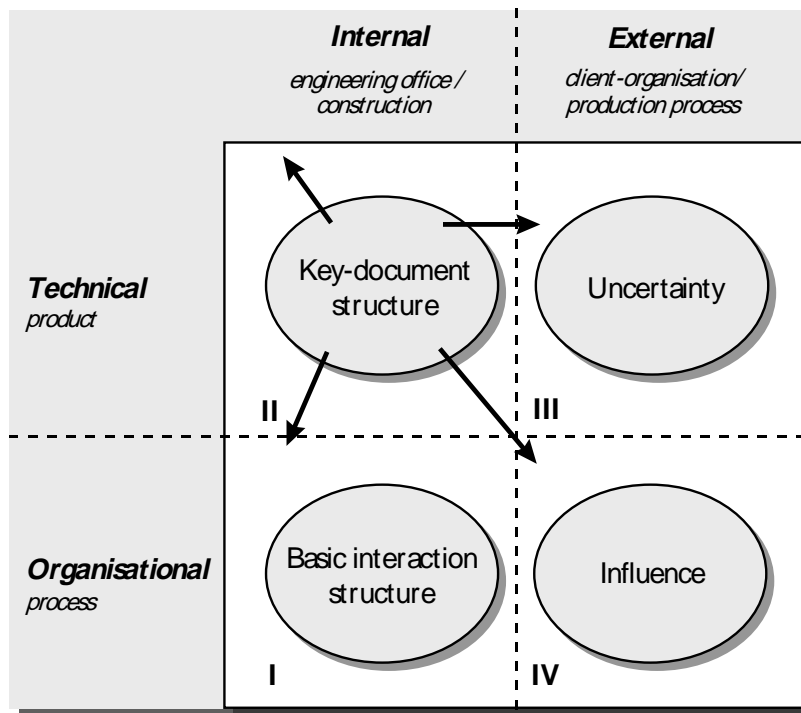 Internal
engineering office /
construction
External
client-organisation/
production process
Technical
product
Key-document
structure
Uncertainty
II
III
Organisational
process
Basic interaction
structure
Influence
I
IV